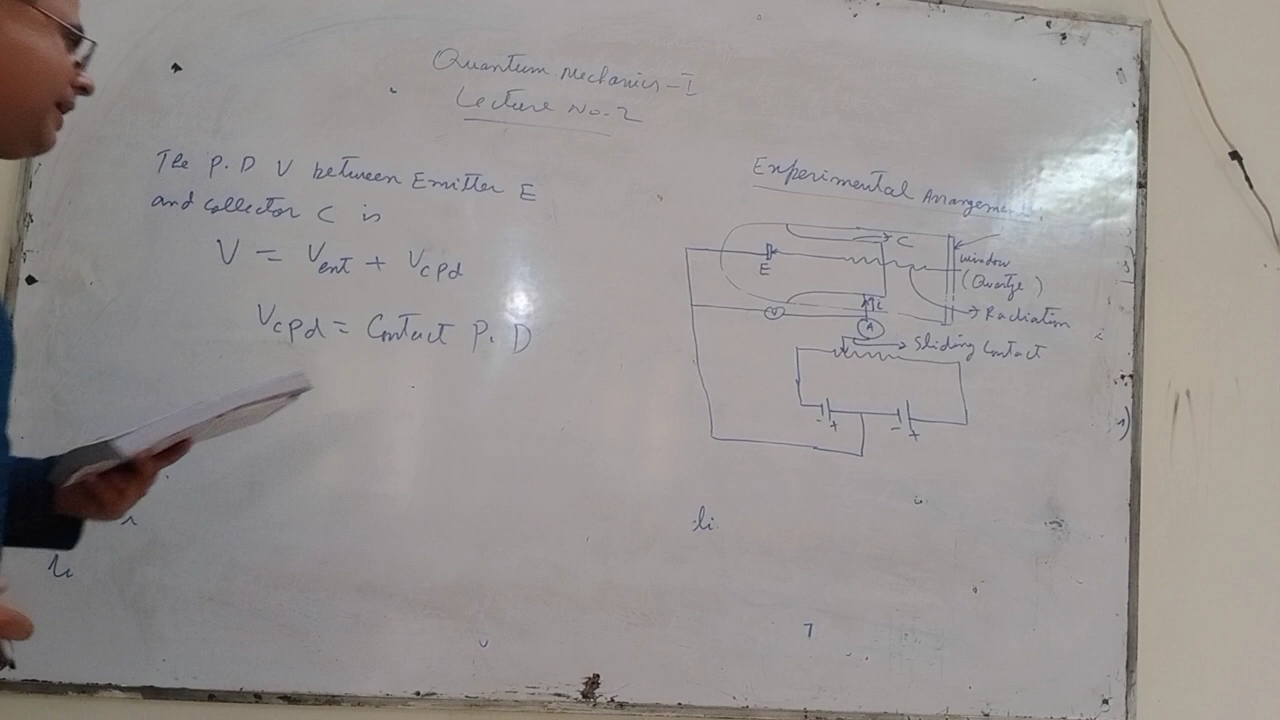 Quantum Mechanics-I
Lecture No-2
The P.D V between Emitter E
and collector C is
V = Vext + Vcpd
Vcpd = Contact P.D
Experimental Arrangement.
C
E
window
(Quartze)
Radiation
i
V
A
Sliding Contact
- + - +